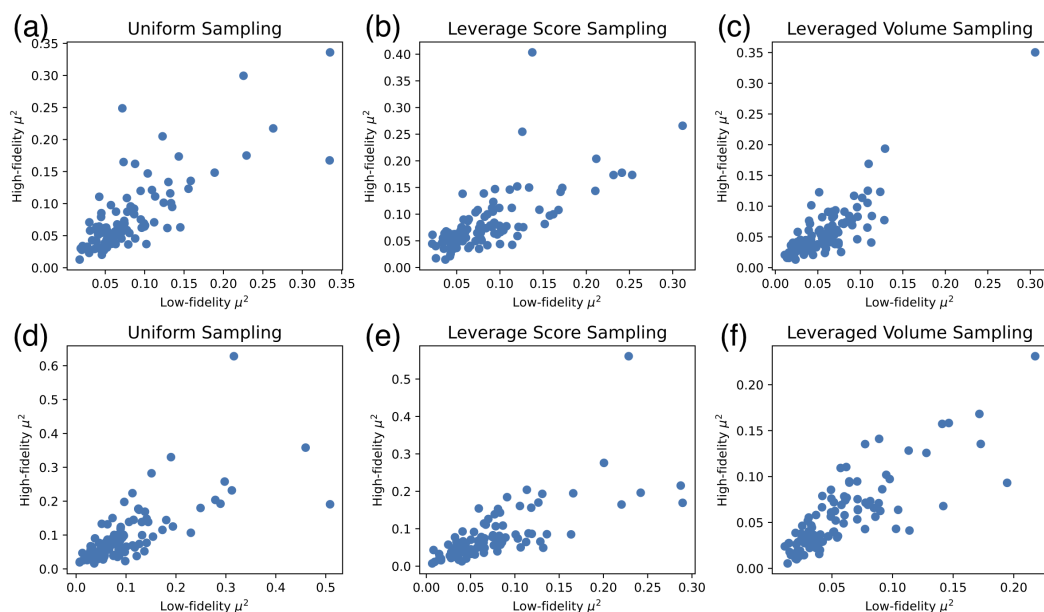 (a) Uniform Sampling
0.35
0.30
0.25
0.20
0.15
0.10
0.05
0.00
High-fidelity μ²
0.05 0.10 0.15 0.20 0.25 0.30 0.35
Low-fidelity μ²
(b) Leverage Score Sampling
0.40
0.35
0.30
0.25
0.20
0.15
0.10
0.05
0.00
High-fidelity μ²
0.05 0.10 0.15 0.20 0.25 0.30
Low-fidelity μ²
(c) Leveraged Volume Sampling
0.35
0.30
0.25
0.20
0.15
0.10
0.05
0.00
High-fidelity μ²
0.00 0.05 0.10 0.15 0.20 0.25 0.30
Low-fidelity μ²
(d) Uniform Sampling
0.6
0.5
0.4
0.3
0.2
0.1
0.0
High-fidelity μ²
0.0 0.1 0.2 0.3 0.4 0.5
Low-fidelity μ²
(e) Leverage Score Sampling
0.5
0.4
0.3
0.2
0.1
0.0
High-fidelity μ²
0.00 0.05 0.10 0.15 0.20 0.25
Low-fidelity μ²
(f) Leveraged Volume Sampling
0.20
0.15
0.10
0.05
0.00
High-fidelity μ²
0.00 0.05 0.10 0.15 0.20
Low-fidelity μ²